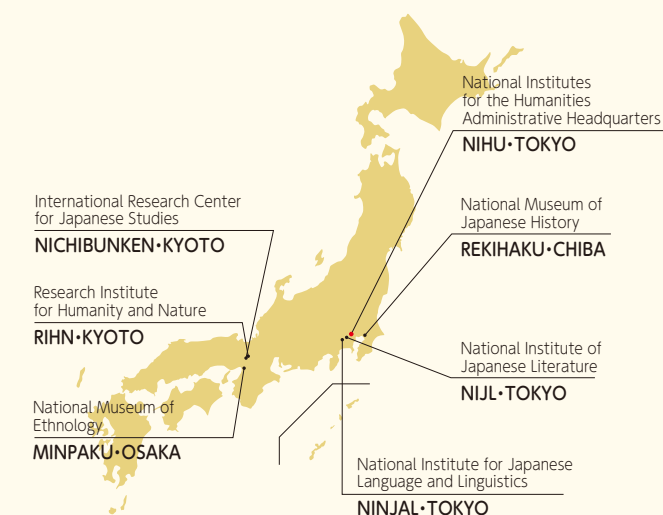 National Institutes
for the Humanities
Administrative Headquarters
NIHU・TOKYO
International Research Center
for Japanese Studies
NICHIBUNKEN・KYOTO
National Museum of
Japanese History
REKIHAKU・CHIBA
Research Institute
for Humanity and Nature
RIHN・KYOTO
National Institute of
Japanese Literature
NIJL・TOKYO
National Museum of
Ethnology
MINPAKU・OSAKA
National Institute for Japanese
Language and Linguistics
NINJAL・TOKYO